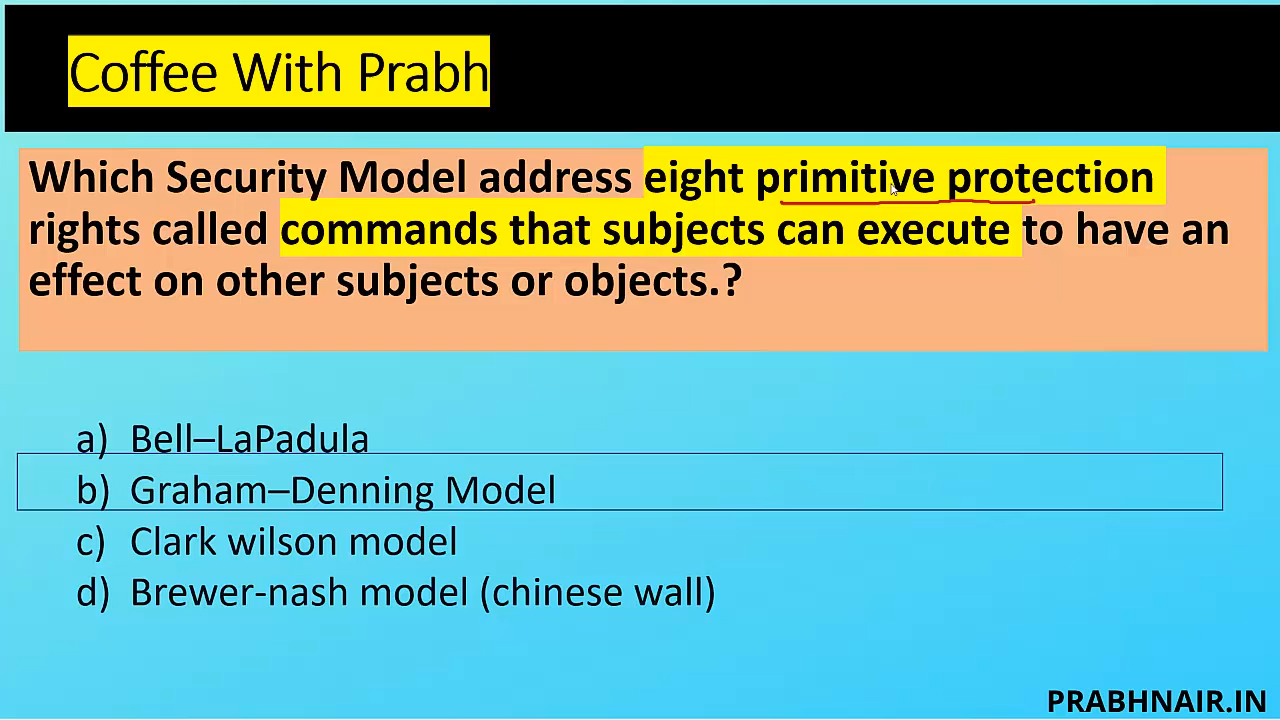 Coffee With Prabh
Which Security Model address eight primitive protection
rights called commands that subjects can execute to have an
effect on other subjects or objects.?
a) Bell–LaPadula
b) Graham–Denning Model
c) Clark wilson model
d) Brewer-nash model (chinese wall)
PRABHNAIR.IN